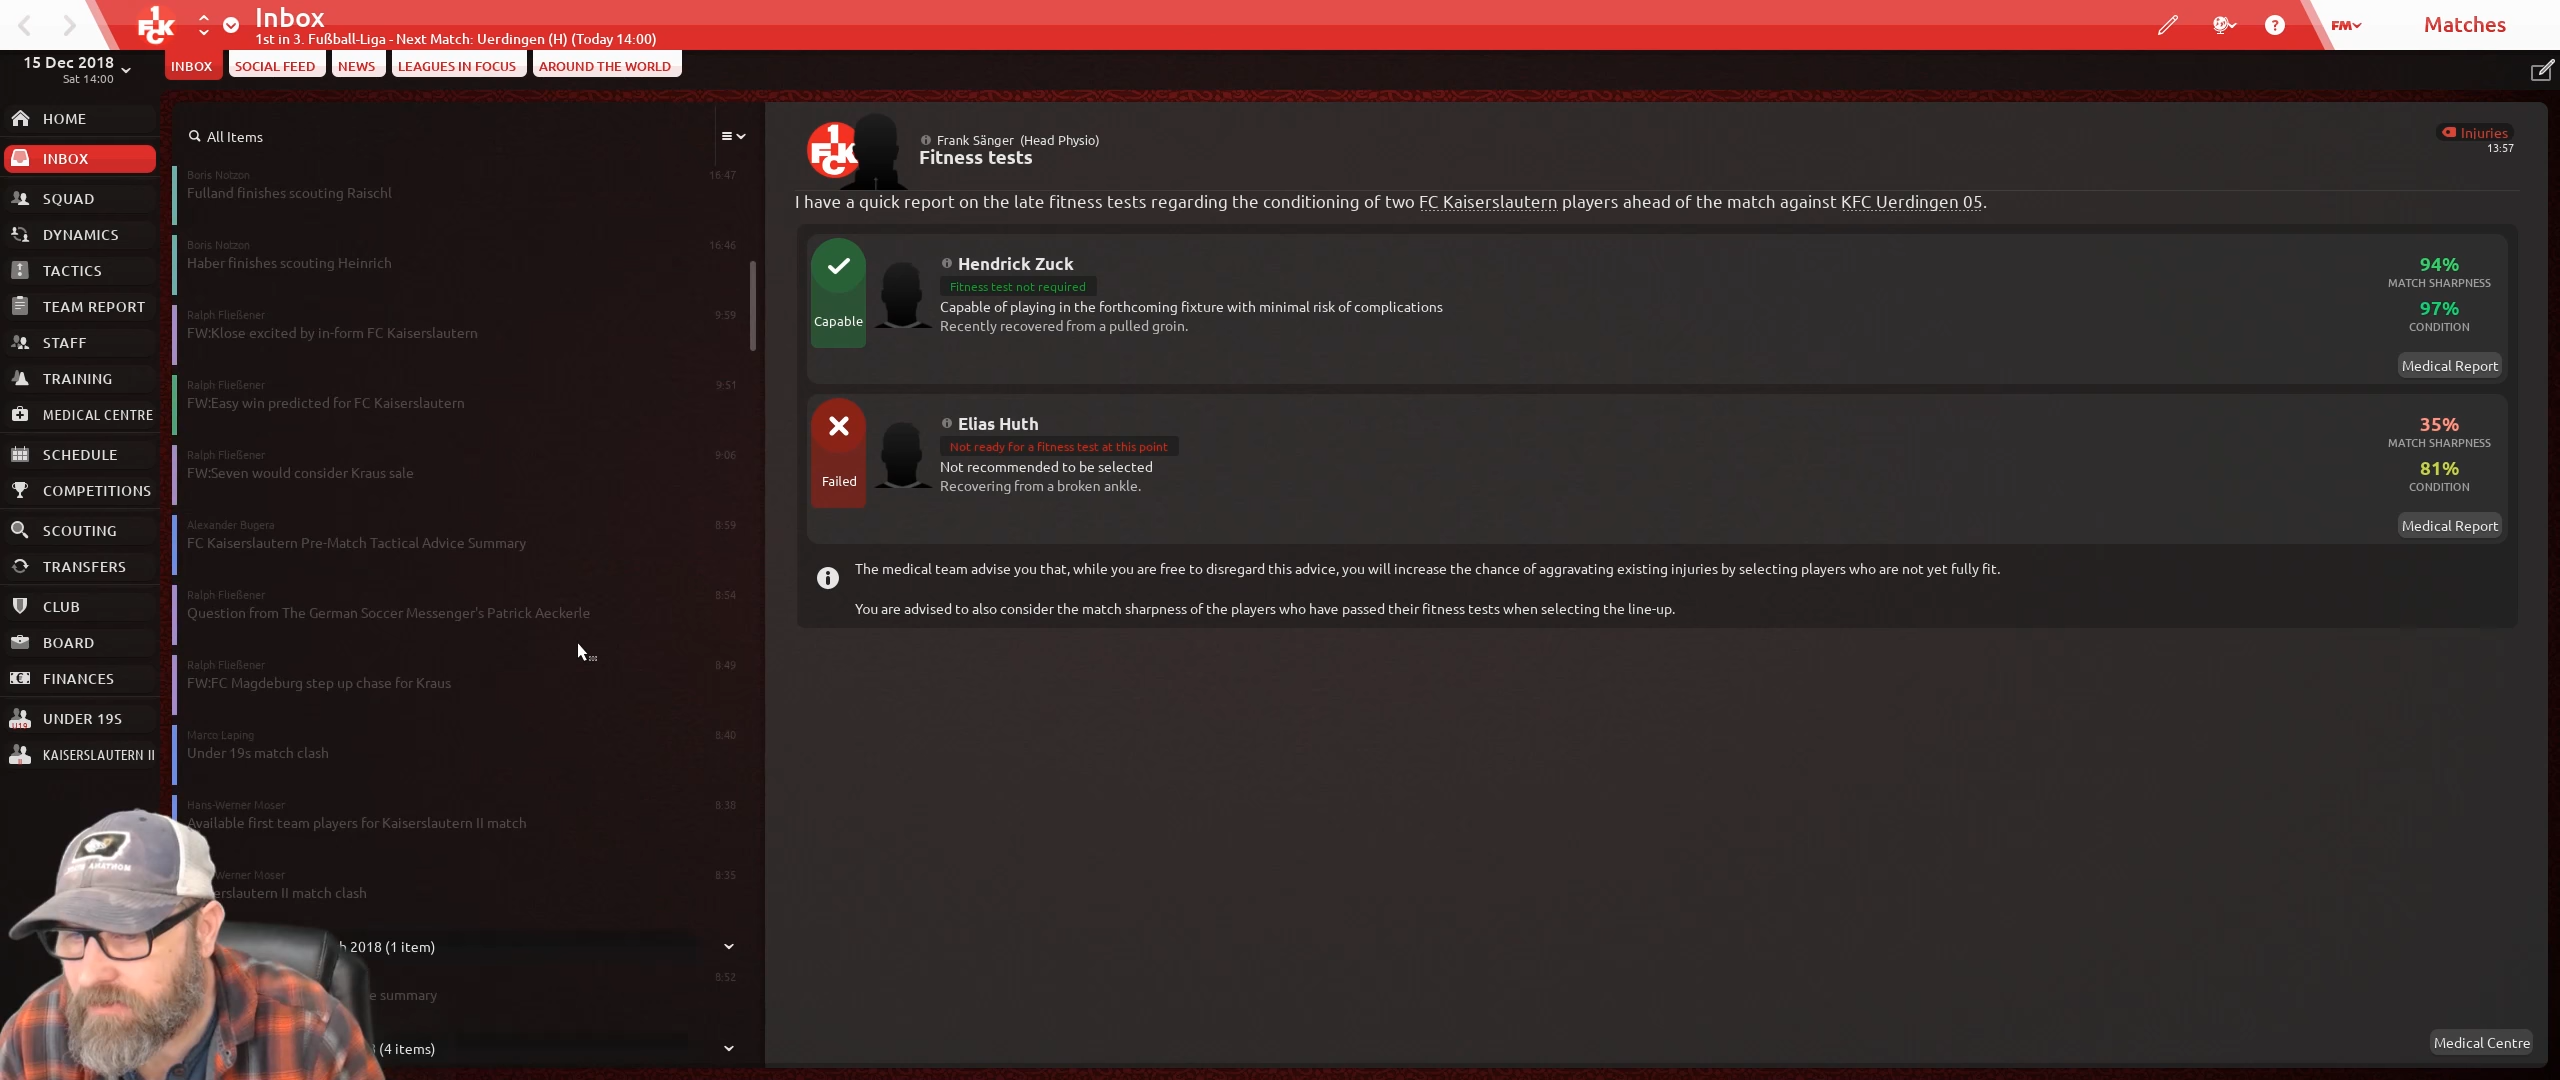 1
FCK
Inbox
1st in 3. Fußball-Liga - Next Match: Uerdingen (H) (Today 14:00)
FM
Matches
15 Dec 2018
Sat 14:00
INBOX
SOCIAL FEED
NEWS
LEAGUES IN FOCUS
AROUND THE WORLD
HOME
INBOX
SQUAD
DYNAMICS
TACTICS
TEAM REPORT
STAFF
TRAINING
MEDICAL CENTRE
SCHEDULE
COMPETITIONS
SCOUTING
TRANSFERS
CLUB
BOARD
FINANCES
UNDER 19S
KAISERSLAUTERN II
All Items
Boris Notzon 16:47
Fulland finishes scouting Raischl
Boris Notzon 16:46
Haber finishes scouting Heinrich
Ralph Fließener 9:59
FW:Klose excited by in-form FC Kaiserslautern
Ralph Fließener 9:51
FW:Easy win predicted for FC Kaiserslautern
Ralph Fließener 9:06
FW:Seven would consider Kraus sale
Alexander Bugera 8:59
FC Kaiserslautern Pre-Match Tactical Advice Summary
Ralph Fließener 8:54
Question from The German Soccer Messenger's Patrick Aeckerle
Ralph Fließener 8:49
FW:FC Magdeburg step up chase for Kraus
Marco Laping 8:40
Under 19s match clash
Hans-Werner Moser 8:38
Available first team players for Kaiserslautern II match
Werner Moser 8:35
erslautern II match clash
h 2018 (1 item)
8:52
e summary
(4 items)
Frank Sänger (Head Physio)
Fitness tests
Injuries
13:57
I have a quick report on the late fitness tests regarding the conditioning of two FC Kaiserslautern players ahead of the match against KFC Uerdingen 05.
Capable
Hendrick Zuck
Fitness test not required
Capable of playing in the forthcoming fixture with minimal risk of complications
Recently recovered from a pulled groin.
94%
MATCH SHARPNESS
97%
CONDITION
Medical Report
Failed
Elias Huth
Not ready for a fitness test at this point
Not recommended to be selected
Recovering from a broken ankle.
35%
MATCH SHARPNESS
81%
CONDITION
Medical Report
The medical team advise you that, while you are free to disregard this advice, you will increase the chance of aggravating existing injuries by selecting players who are not yet fully fit.
You are advised to also consider the match sharpness of the players who have passed their fitness tests when selecting the line-up.
Medical Centre